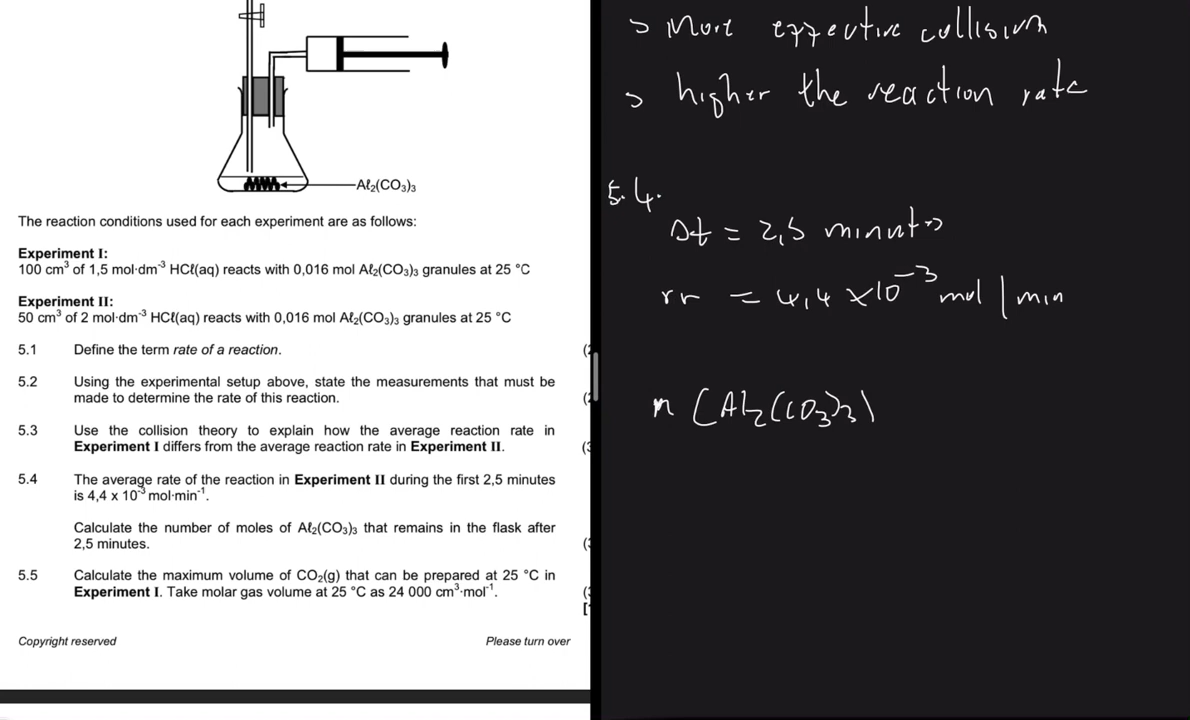 Aℓ₂(CO₃)₃
The reaction conditions used for each experiment are as follows:
Experiment I:
100 cm³ of 1,5 mol·dm⁻³ HCℓ(aq) reacts with 0,016 mol Aℓ₂(CO₃)₃ granules at 25 °C
Experiment II:
50 cm³ of 2 mol·dm⁻³ HCℓ(aq) reacts with 0,016 mol Aℓ₂(CO₃)₃ granules at 25 °C
5.1 Define the term rate of a reaction.
5.2 Using the experimental setup above, state the measurements that must be
made to determine the rate of this reaction.
5.3 Use the collision theory to explain how the average reaction rate in
Experiment I differs from the average reaction rate in Experiment II.
5.4 The average rate of the reaction in Experiment II during the first 2,5 minutes
is 4,4 x 10⁻³ mol·min⁻¹.
Calculate the number of moles of Aℓ₂(CO₃)₃ that remains in the flask after
2,5 minutes.
5.5 Calculate the maximum volume of CO₂(g) that can be prepared at 25 °C in
Experiment I. Take molar gas volume at 25 °C as 24 000 cm³·mol⁻¹.
Copyright reserved Please turn over
> More effective collision
> higher the reaction rate
5.4.
Δt = 2,5 minutes
rr = 4,4 × 10⁻³ mol / min
n (Al₂(CO₃)₃)